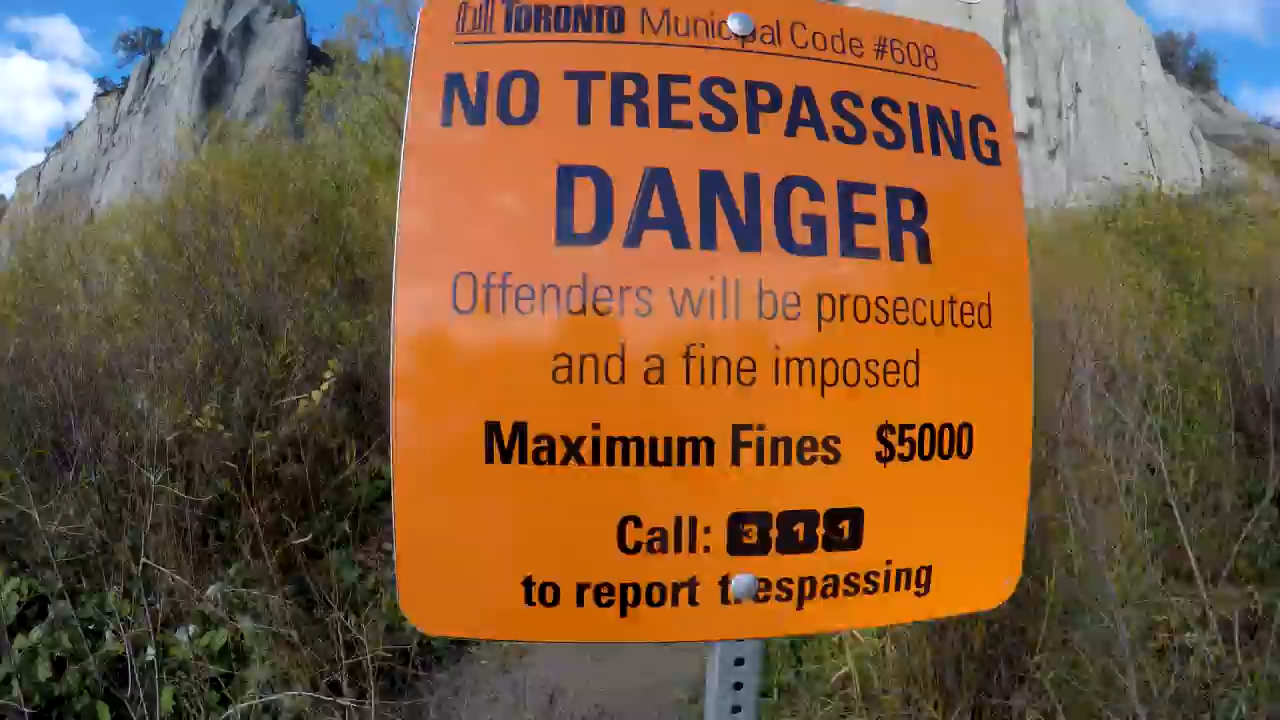 TORONTO Municipal Code #608
NO TRESPASSING
DANGER
Offenders will be prosecuted
and a fine imposed
Maximum Fines $5000
Call: 311
to report trespassing